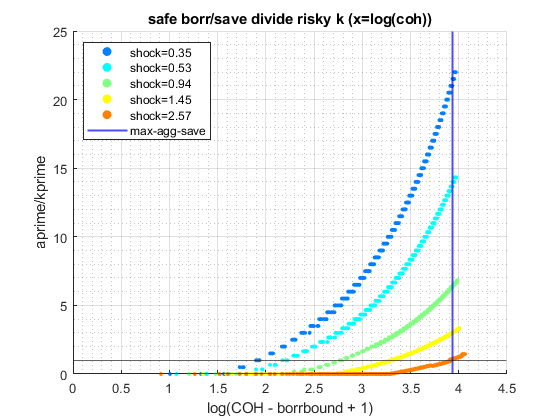 safe borr/save divide risky k (x=log(coh))
25
20
15
10
5
0
aprime/kprime
shock=0.35
shock=0.53
shock=0.94
shock=1.45
shock=2.57
max-agg-save
0 0.5 1 1.5 2 2.5 3 3.5 4 4.5
log(COH - borrbound + 1)